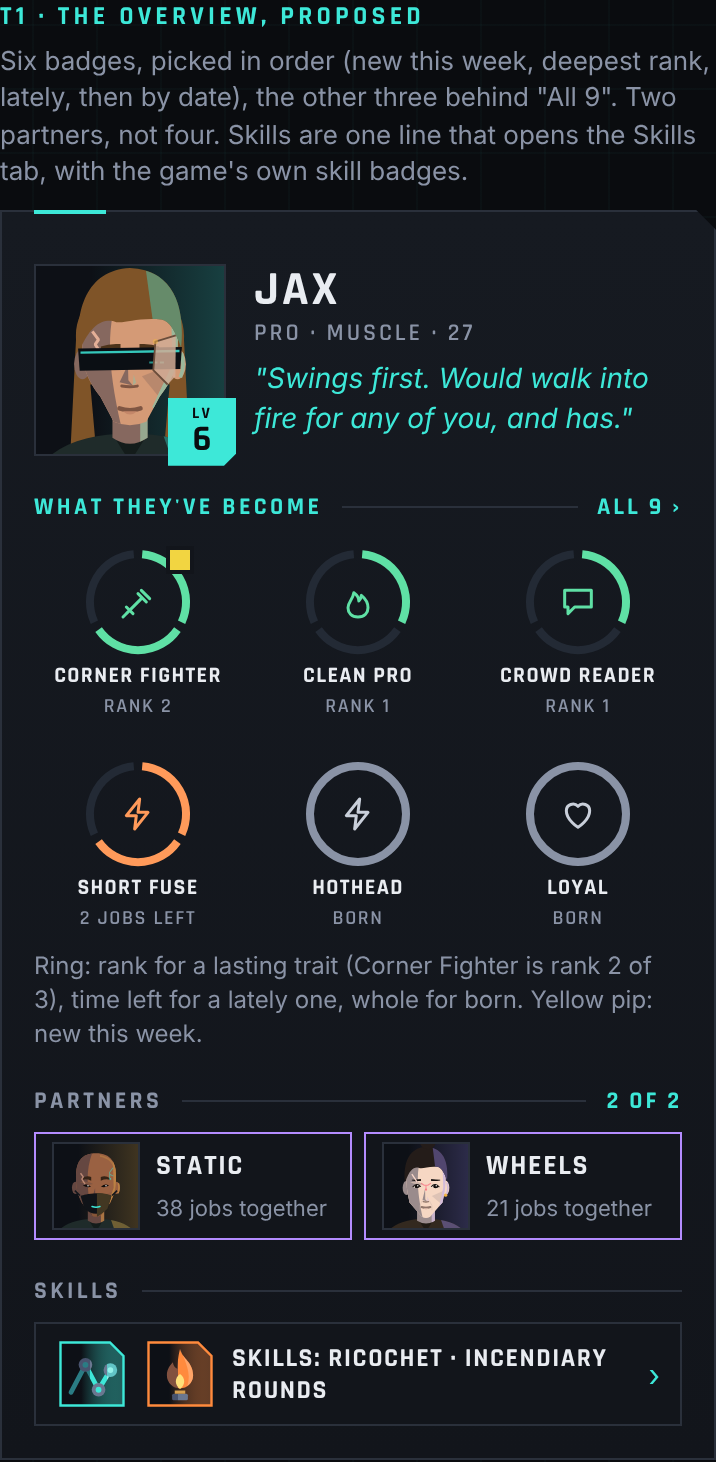 T1 · THE OVERVIEW, PROPOSED
Six badges, picked in order (new this week, deepest rank,
lately, then by date), the other three behind "All 9". Two
partners, not four. Skills are one line that opens the Skills
tab, with the game's own skill badges.
JAX
PRO · MUSCLE · 27
"Swings first. Would walk into
fire for any of you, and has."
LV
6
WHAT THEY'VE BECOME
ALL 9 ›
CORNER FIGHTER
RANK 2
CLEAN PRO
RANK 1
CROWD READER
RANK 1
SHORT FUSE
2 JOBS LEFT
HOTHEAD
BORN
LOYAL
BORN
Ring: rank for a lasting trait (Corner Fighter is rank 2 of
3), time left for a lately one, whole for born. Yellow pip:
new this week.
PARTNERS
2 OF 2
STATIC
38 jobs together
WHEELS
21 jobs together
SKILLS
SKILLS: RICOCHET · INCENDIARY
ROUNDS
›